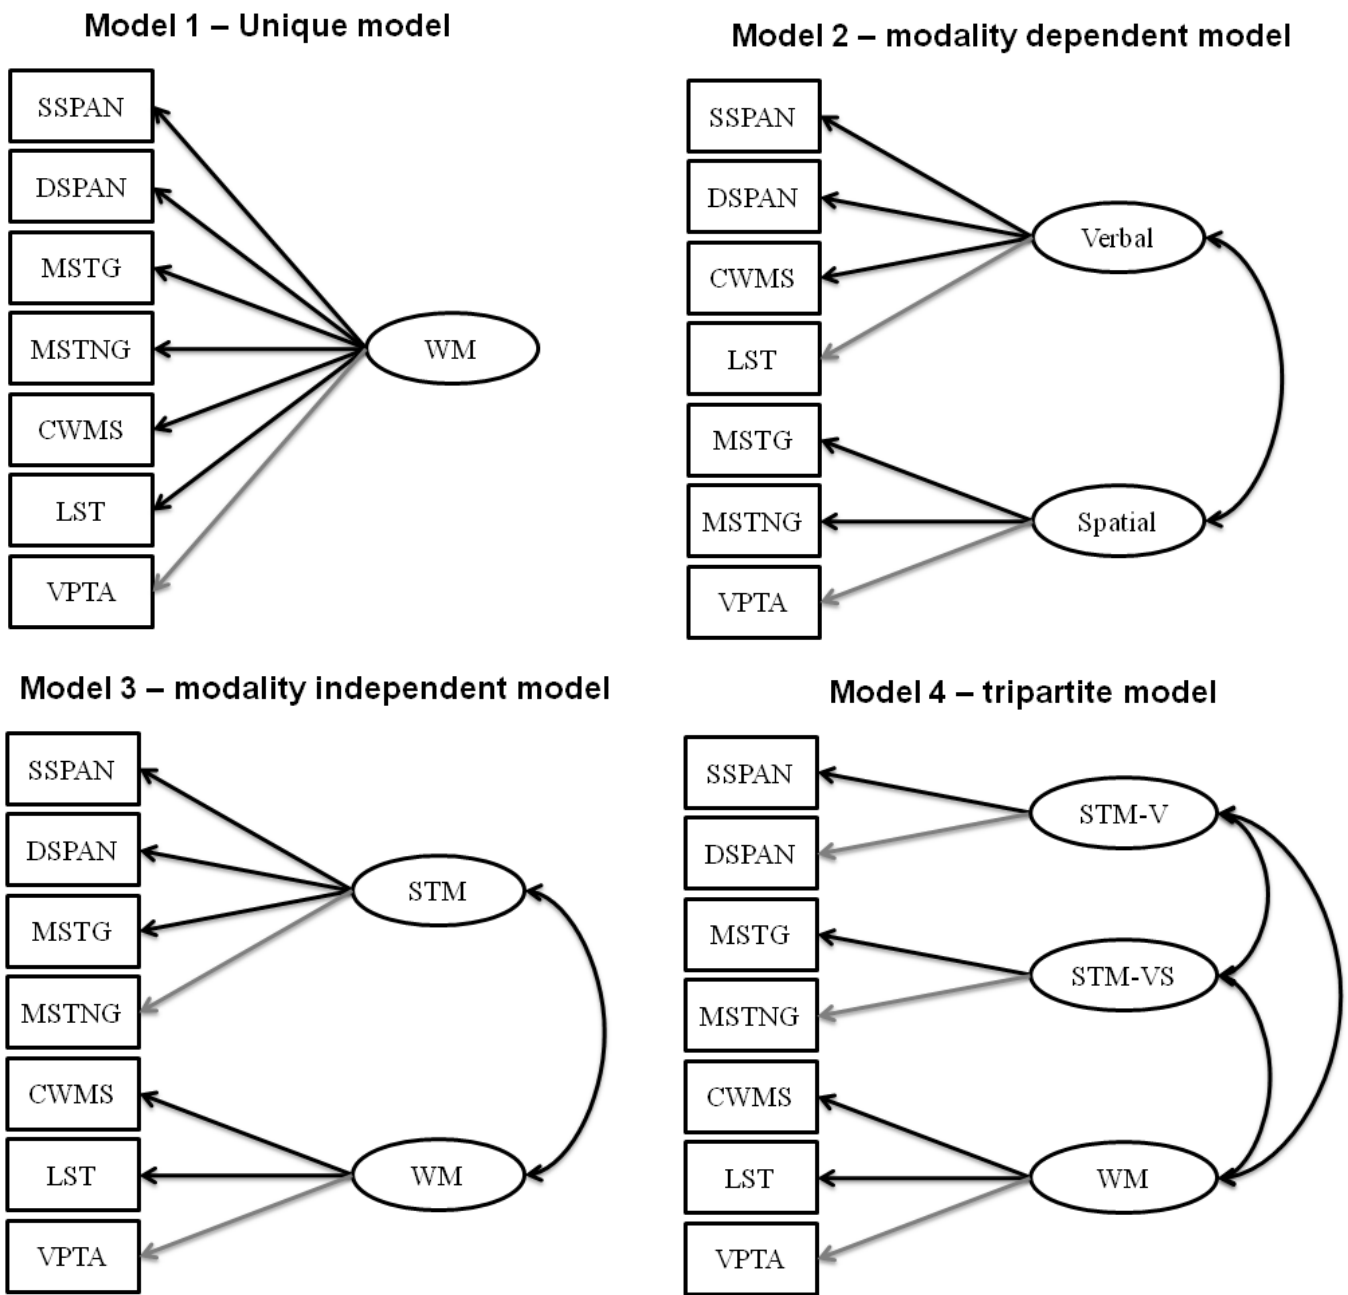 Model 1 – Unique model
SSPAN
DSPAN
MSTG
MSTNG
CWMS
LST
VPTA
WM
Model 2 – modality dependent model
SSPAN
DSPAN
CWMS
LST
MSTG
MSTNG
VPTA
Verbal
Spatial
Model 3 – modality independent model
SSPAN
DSPAN
MSTG
MSTNG
CWMS
LST
VPTA
STM
WM
Model 4 – tripartite model
SSPAN
DSPAN
MSTG
MSTNG
CWMS
LST
VPTA
STM-V
STM-VS
WM